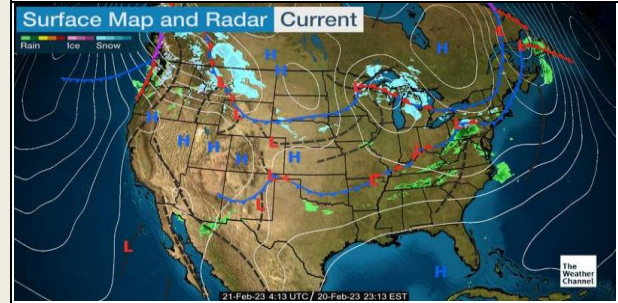 Surface Map and Radar Current
Rain Ice Snow
H
H
H
L
L
L
L
L
L
H
H
H
H
H
L
L
L
L
L
L
H
The
Weather
Channel
21-Feb-23 4:13 UTC / 20-Feb-23 23:13 EST